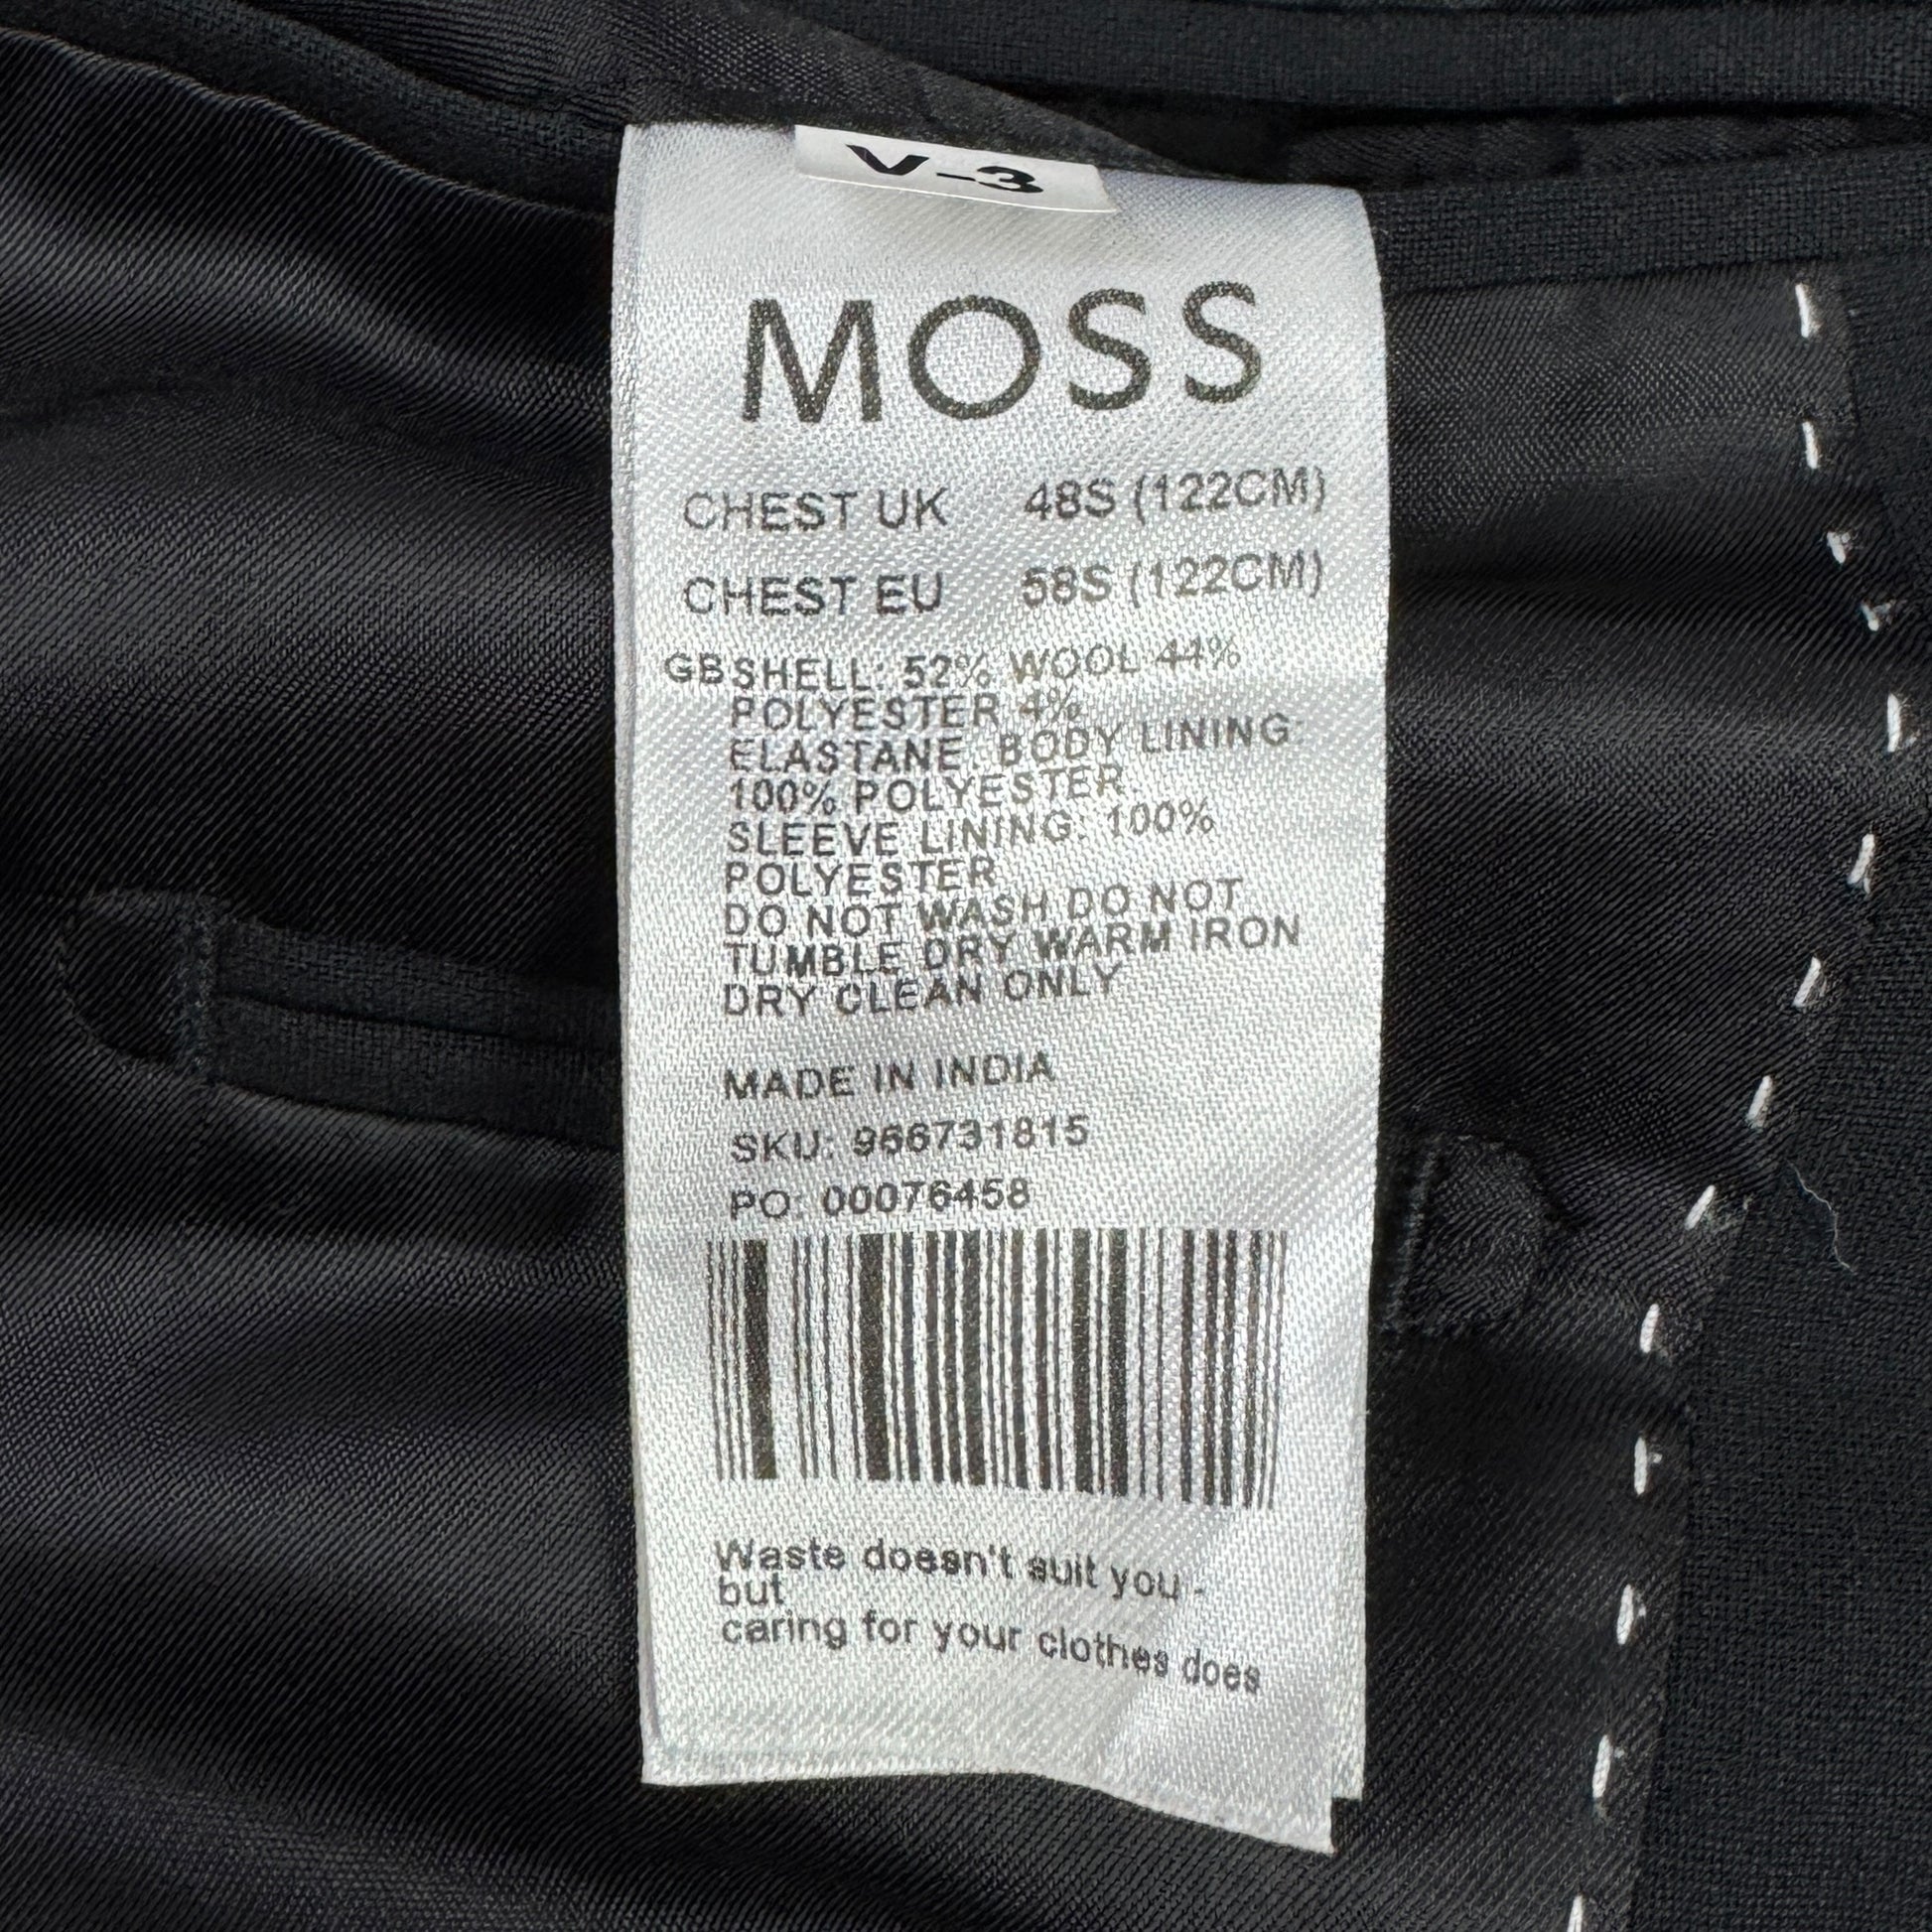 V-3
MOSS
CHEST UK 48S (122CM)
CHEST EU 58S (122CM)
GB SHELL: 52% WOOL 44%
POLYESTER 4%
ELASTANE. BODY LINING:
100% POLYESTER.
SLEEVE LINING: 100%
POLYESTER
DO NOT WASH DO NOT
TUMBLE DRY WARM IRON
DRY CLEAN ONLY
MADE IN INDIA
SKU: 966731815
PO: 00076458
Waste doesn't suit you -
but
caring for your clothes does